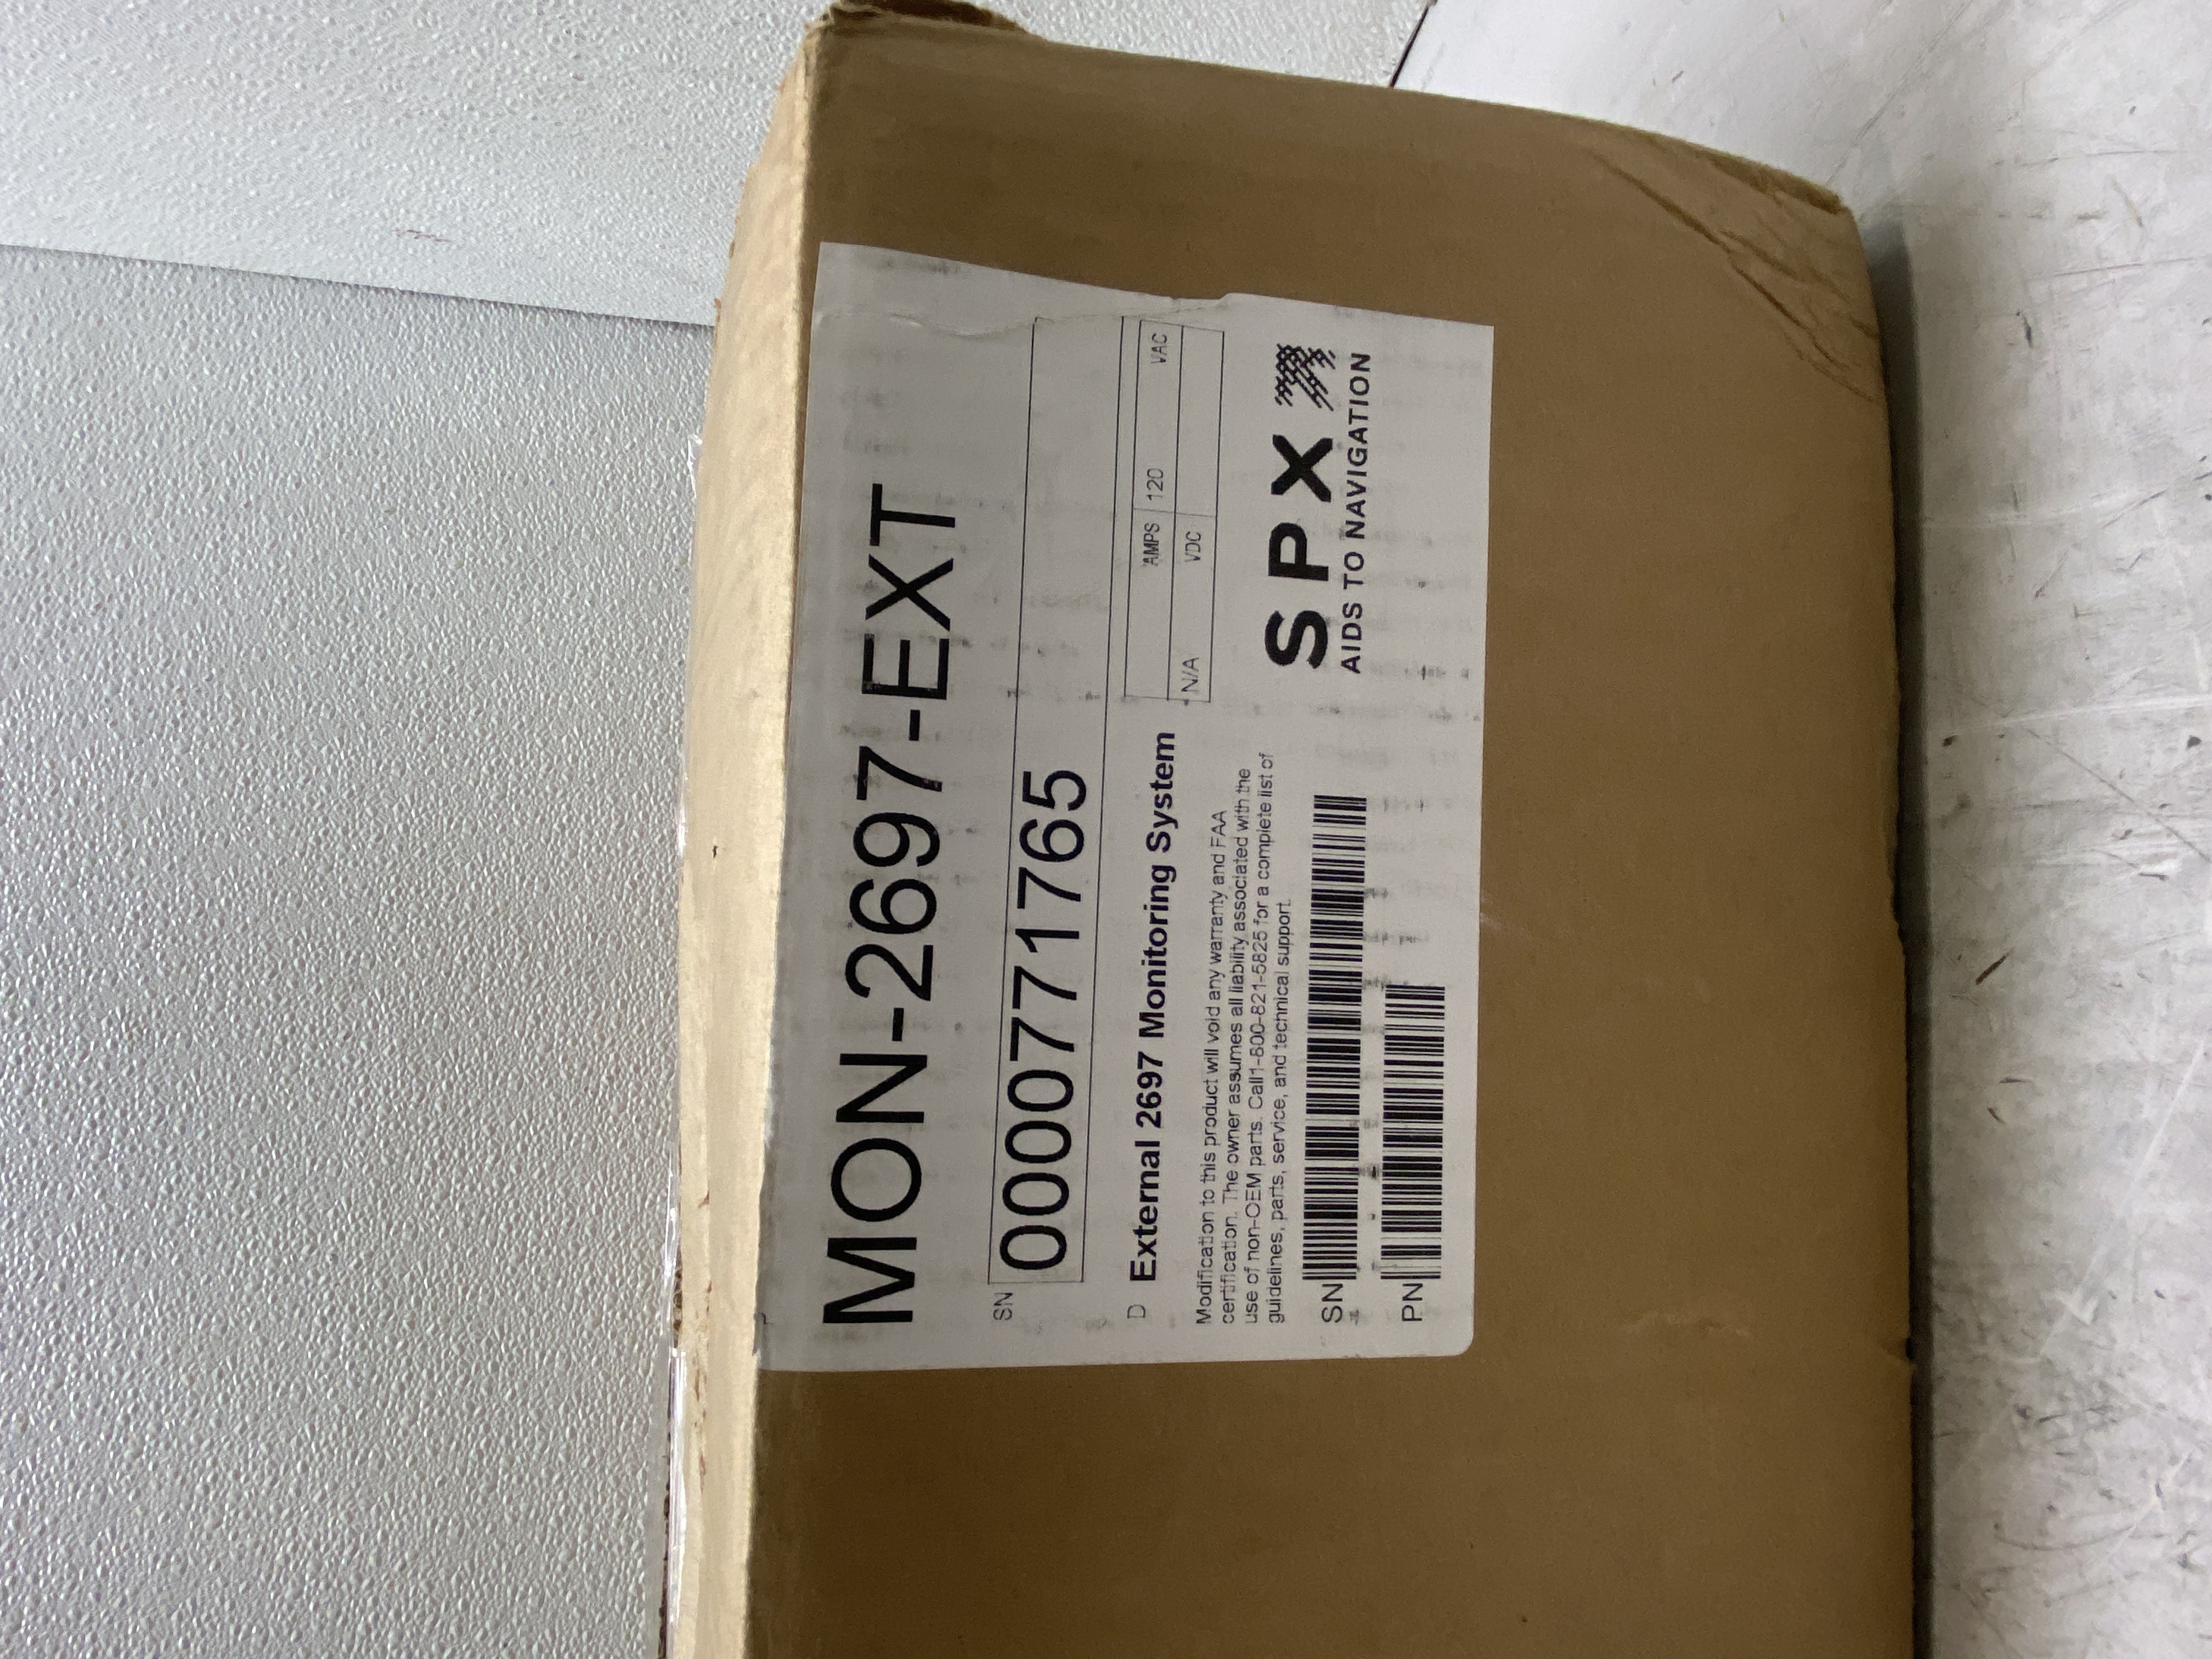 MON-2697-EXT
SN
0000771765
D External 2697 Monitoring System
AMPS 120 VAC
N/A VDC
Modification to this product will void any warranty and FAA
certification. The owner assumes all liability associated with the
use of non-OEM parts. Call 1-800-821-5825 for a complete list of
guidelines, parts, service, and technical support.
SPX
AIDS TO NAVIGATION
SN
PN